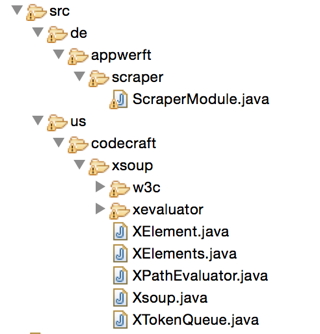 src
de
appwerft
scraper
ScraperModule.java
us
codecraft
xsoup
w3c
xevaluator
XElement.java
XElements.java
XPathEvaluator.java
Xsoup.java
XTokenQueue.java